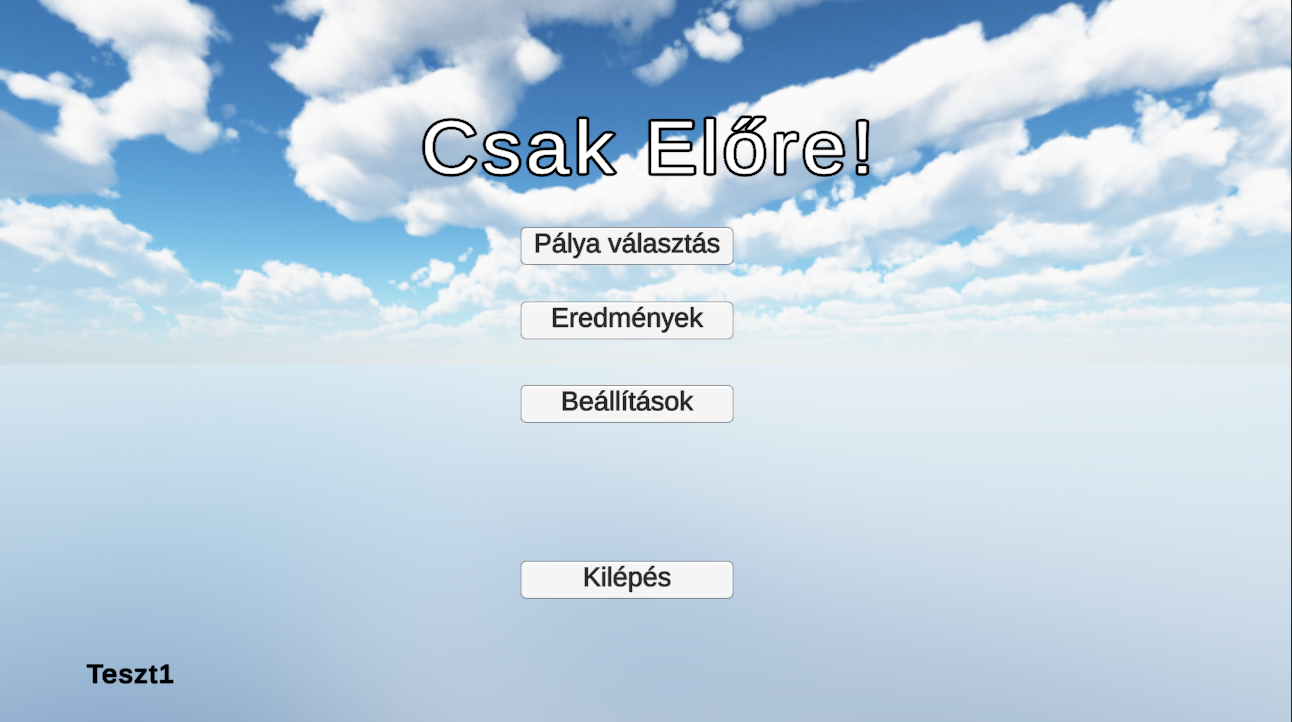 Csak Előre!
Pálya választás
Eredmények
Beállítások
Kilépés
Teszt1